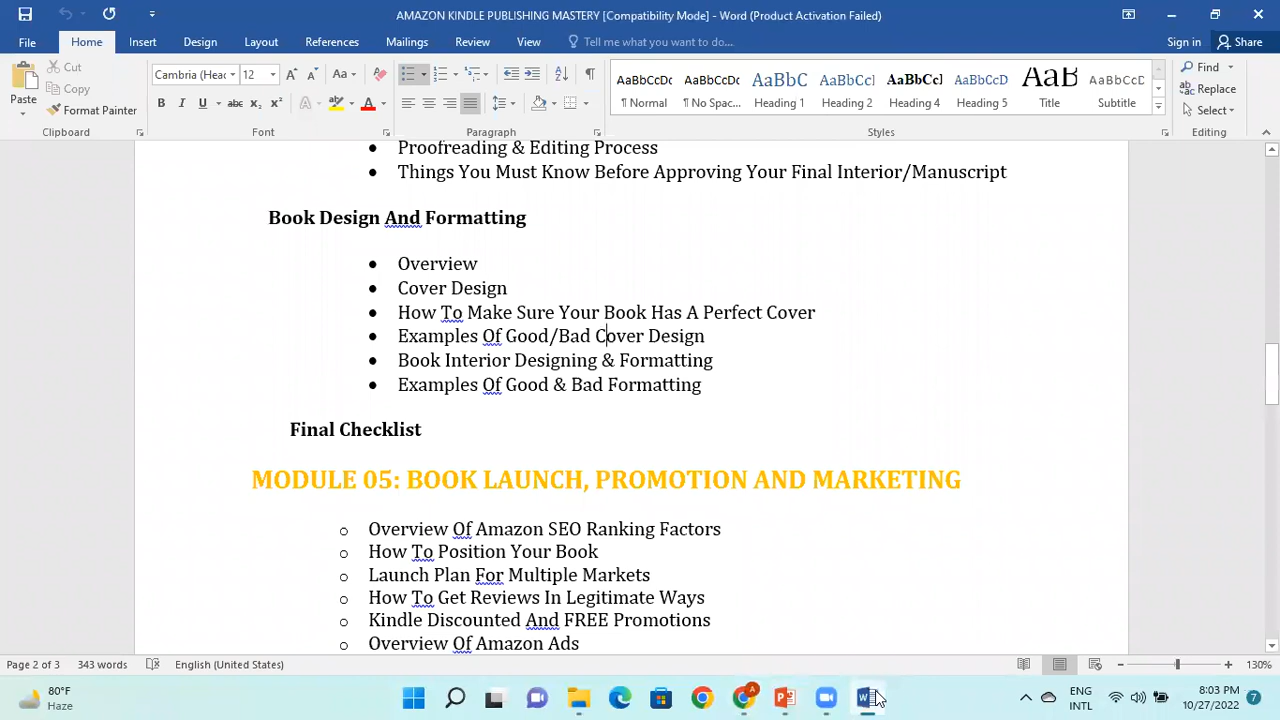 AMAZON KINDLE PUBLISHING MASTERY [Compatibility Mode] - Word (Product Activation Failed)
File Home Insert Design Layout References Mailings Review View Tell me what you want to do... Sign in Share
Paste Cut Copy Format Painter
Cambria (Head 12 Aa
B I U abc X₂ X² A
AaBbCcDc AaBbCcDc AaBbC AaBbCcD AaBbCcI AaBbCcD AaB AaBbCcD
¶ Normal ¶ No Spac... Heading 1 Heading 2 Heading 4 Heading 5 Title Subtitle
Find Replace Select
Clipboard Font Paragraph Styles Editing
• Proofreading & Editing Process
• Things You Must Know Before Approving Your Final Interior/Manuscript
Book Design And Formatting
• Overview
• Cover Design
• How To Make Sure Your Book Has A Perfect Cover
• Examples Of Good/Bad Cover Design
• Book Interior Designing & Formatting
• Examples Of Good & Bad Formatting
Final Checklist
MODULE 05: BOOK LAUNCH, PROMOTION AND MARKETING
o Overview Of Amazon SEO Ranking Factors
o How To Position Your Book
o Launch Plan For Multiple Markets
o How To Get Reviews In Legitimate Ways
o Kindle Discounted And FREE Promotions
o Overview Of Amazon Ads
Page 2 of 3 343 words English (United States) 130%
80°F
Haze
ENG
INTL
8:03 PM
10/27/2022
7